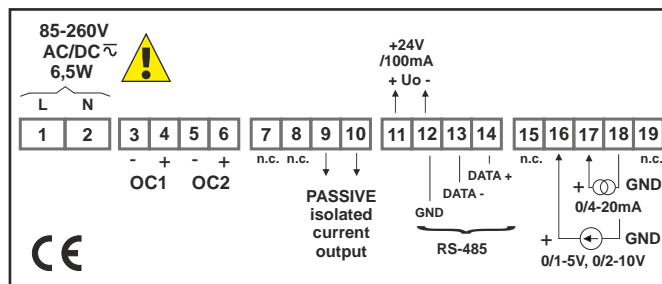 85-260V
AC/DC
6,5W
+24V
/100mA
+ Uo -
L N
1 2 3 4 5 6 7 8 9 10 11 12 13 14 15 16 17 18 19
- + - +
OC1 OC2
n.c. n.c.
PASSIVE
isolated
current
output
GND
DATA -
DATA +
RS-485
n.c. n.c.
+ GND
0/4-20mA
+ GND
0/1-5V, 0/2-10V
CE